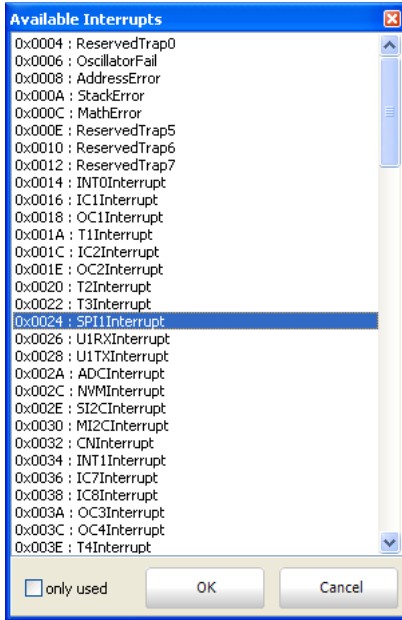 Available Interrupts
0x0004 : ReservedTrap0
0x0006 : OscillatorFail
0x0008 : AddressError
0x000A : StackError
0x000C : MathError
0x000E : ReservedTrap5
0x0010 : ReservedTrap6
0x0012 : ReservedTrap7
0x0014 : INT0Interrupt
0x0016 : IC1Interrupt
0x0018 : OC1Interrupt
0x001A : T1Interrupt
0x001C : IC2Interrupt
0x001E : OC2Interrupt
0x0020 : T2Interrupt
0x0022 : T3Interrupt
0x0024 : SPI1Interrupt
0x0026 : U1RXInterrupt
0x0028 : U1TXInterrupt
0x002A : ADCInterrupt
0x002C : NVMInterrupt
0x002E : SI2CInterrupt
0x0030 : MI2CInterrupt
0x0032 : CNInterrupt
0x0034 : INT1Interrupt
0x0036 : IC7Interrupt
0x0038 : IC8Interrupt
0x003A : OC3Interrupt
0x003C : OC4Interrupt
0x003E : T4Interrupt
only used OK Cancel